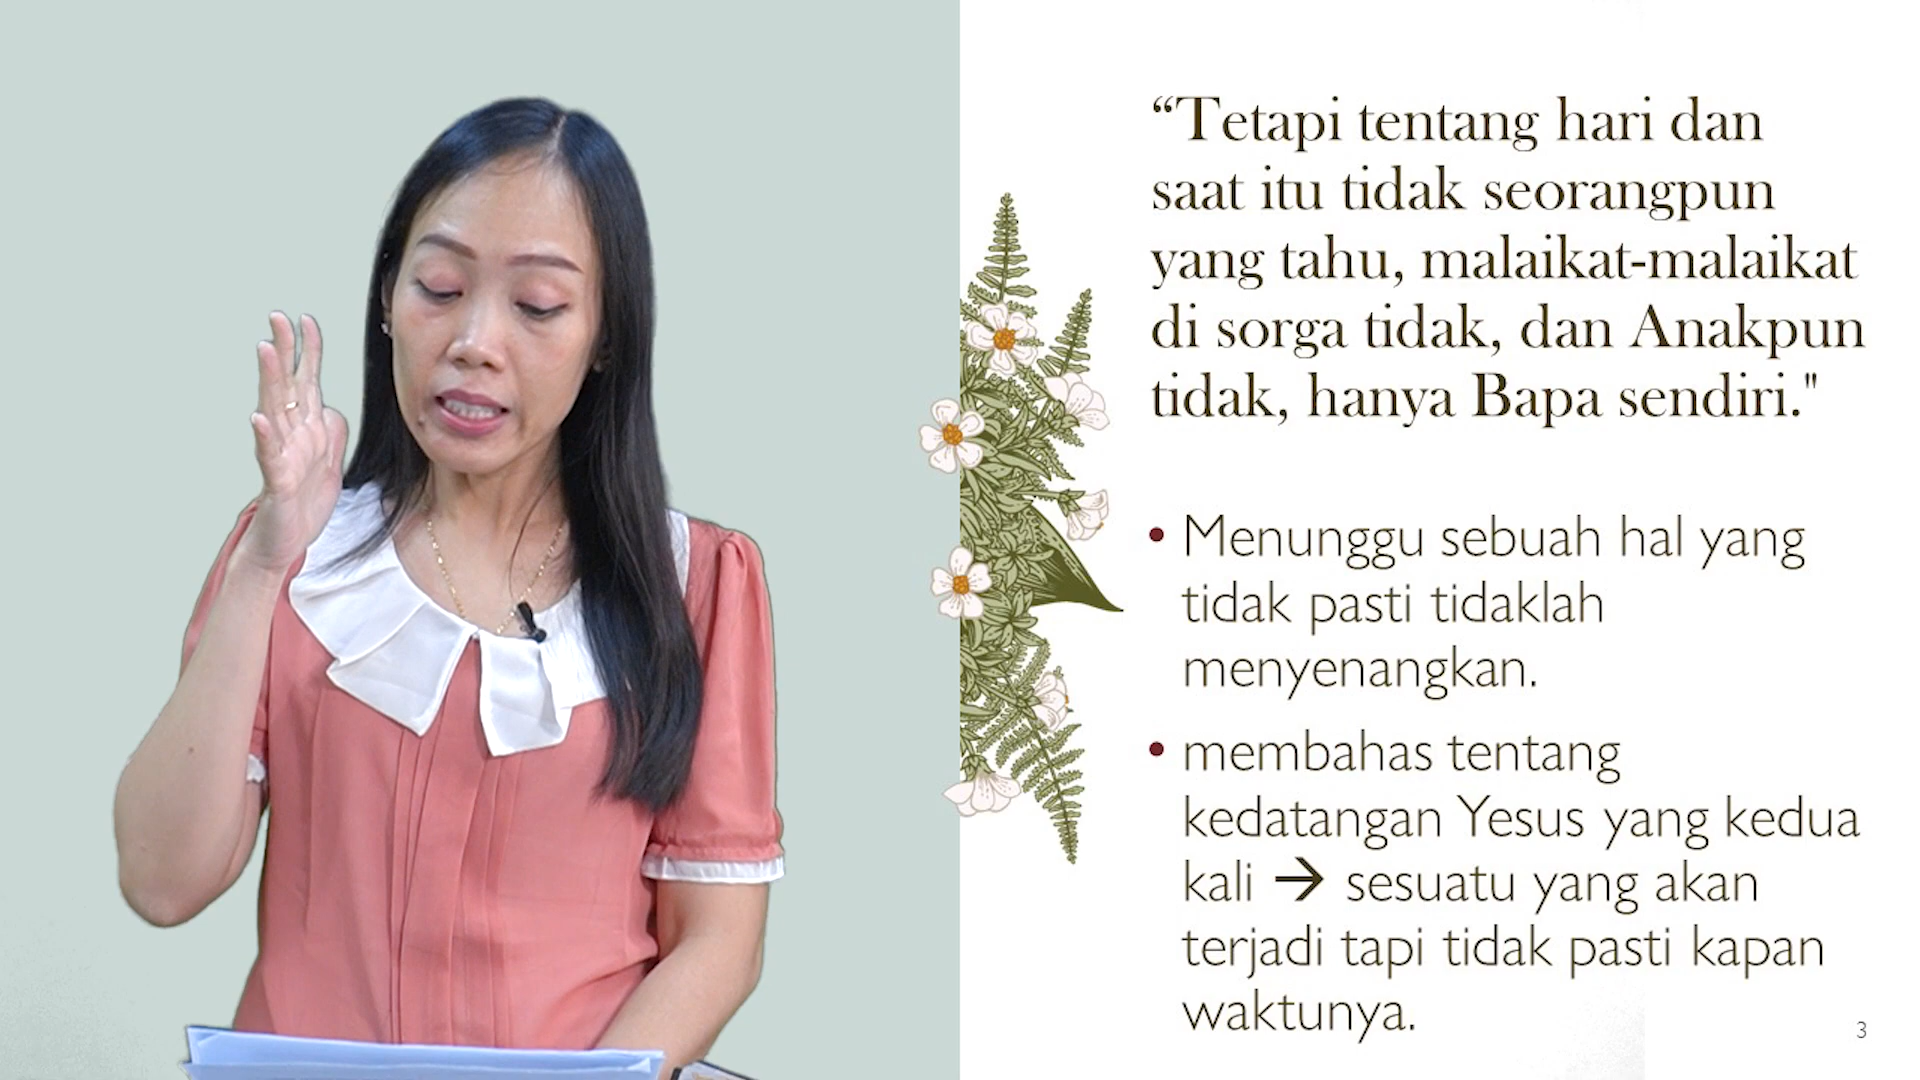 “Tetapi tentang hari dan
saat itu tidak seorangpun
yang tahu, malaikat-malaikat
di sorga tidak, dan Anakpun
tidak, hanya Bapa sendiri."
• Menunggu sebuah hal yang
tidak pasti tidaklah
menyenangkan.
• membahas tentang
kedatangan Yesus yang kedua
kali → sesuatu yang akan
terjadi tapi tidak pasti kapan
waktunya.
3